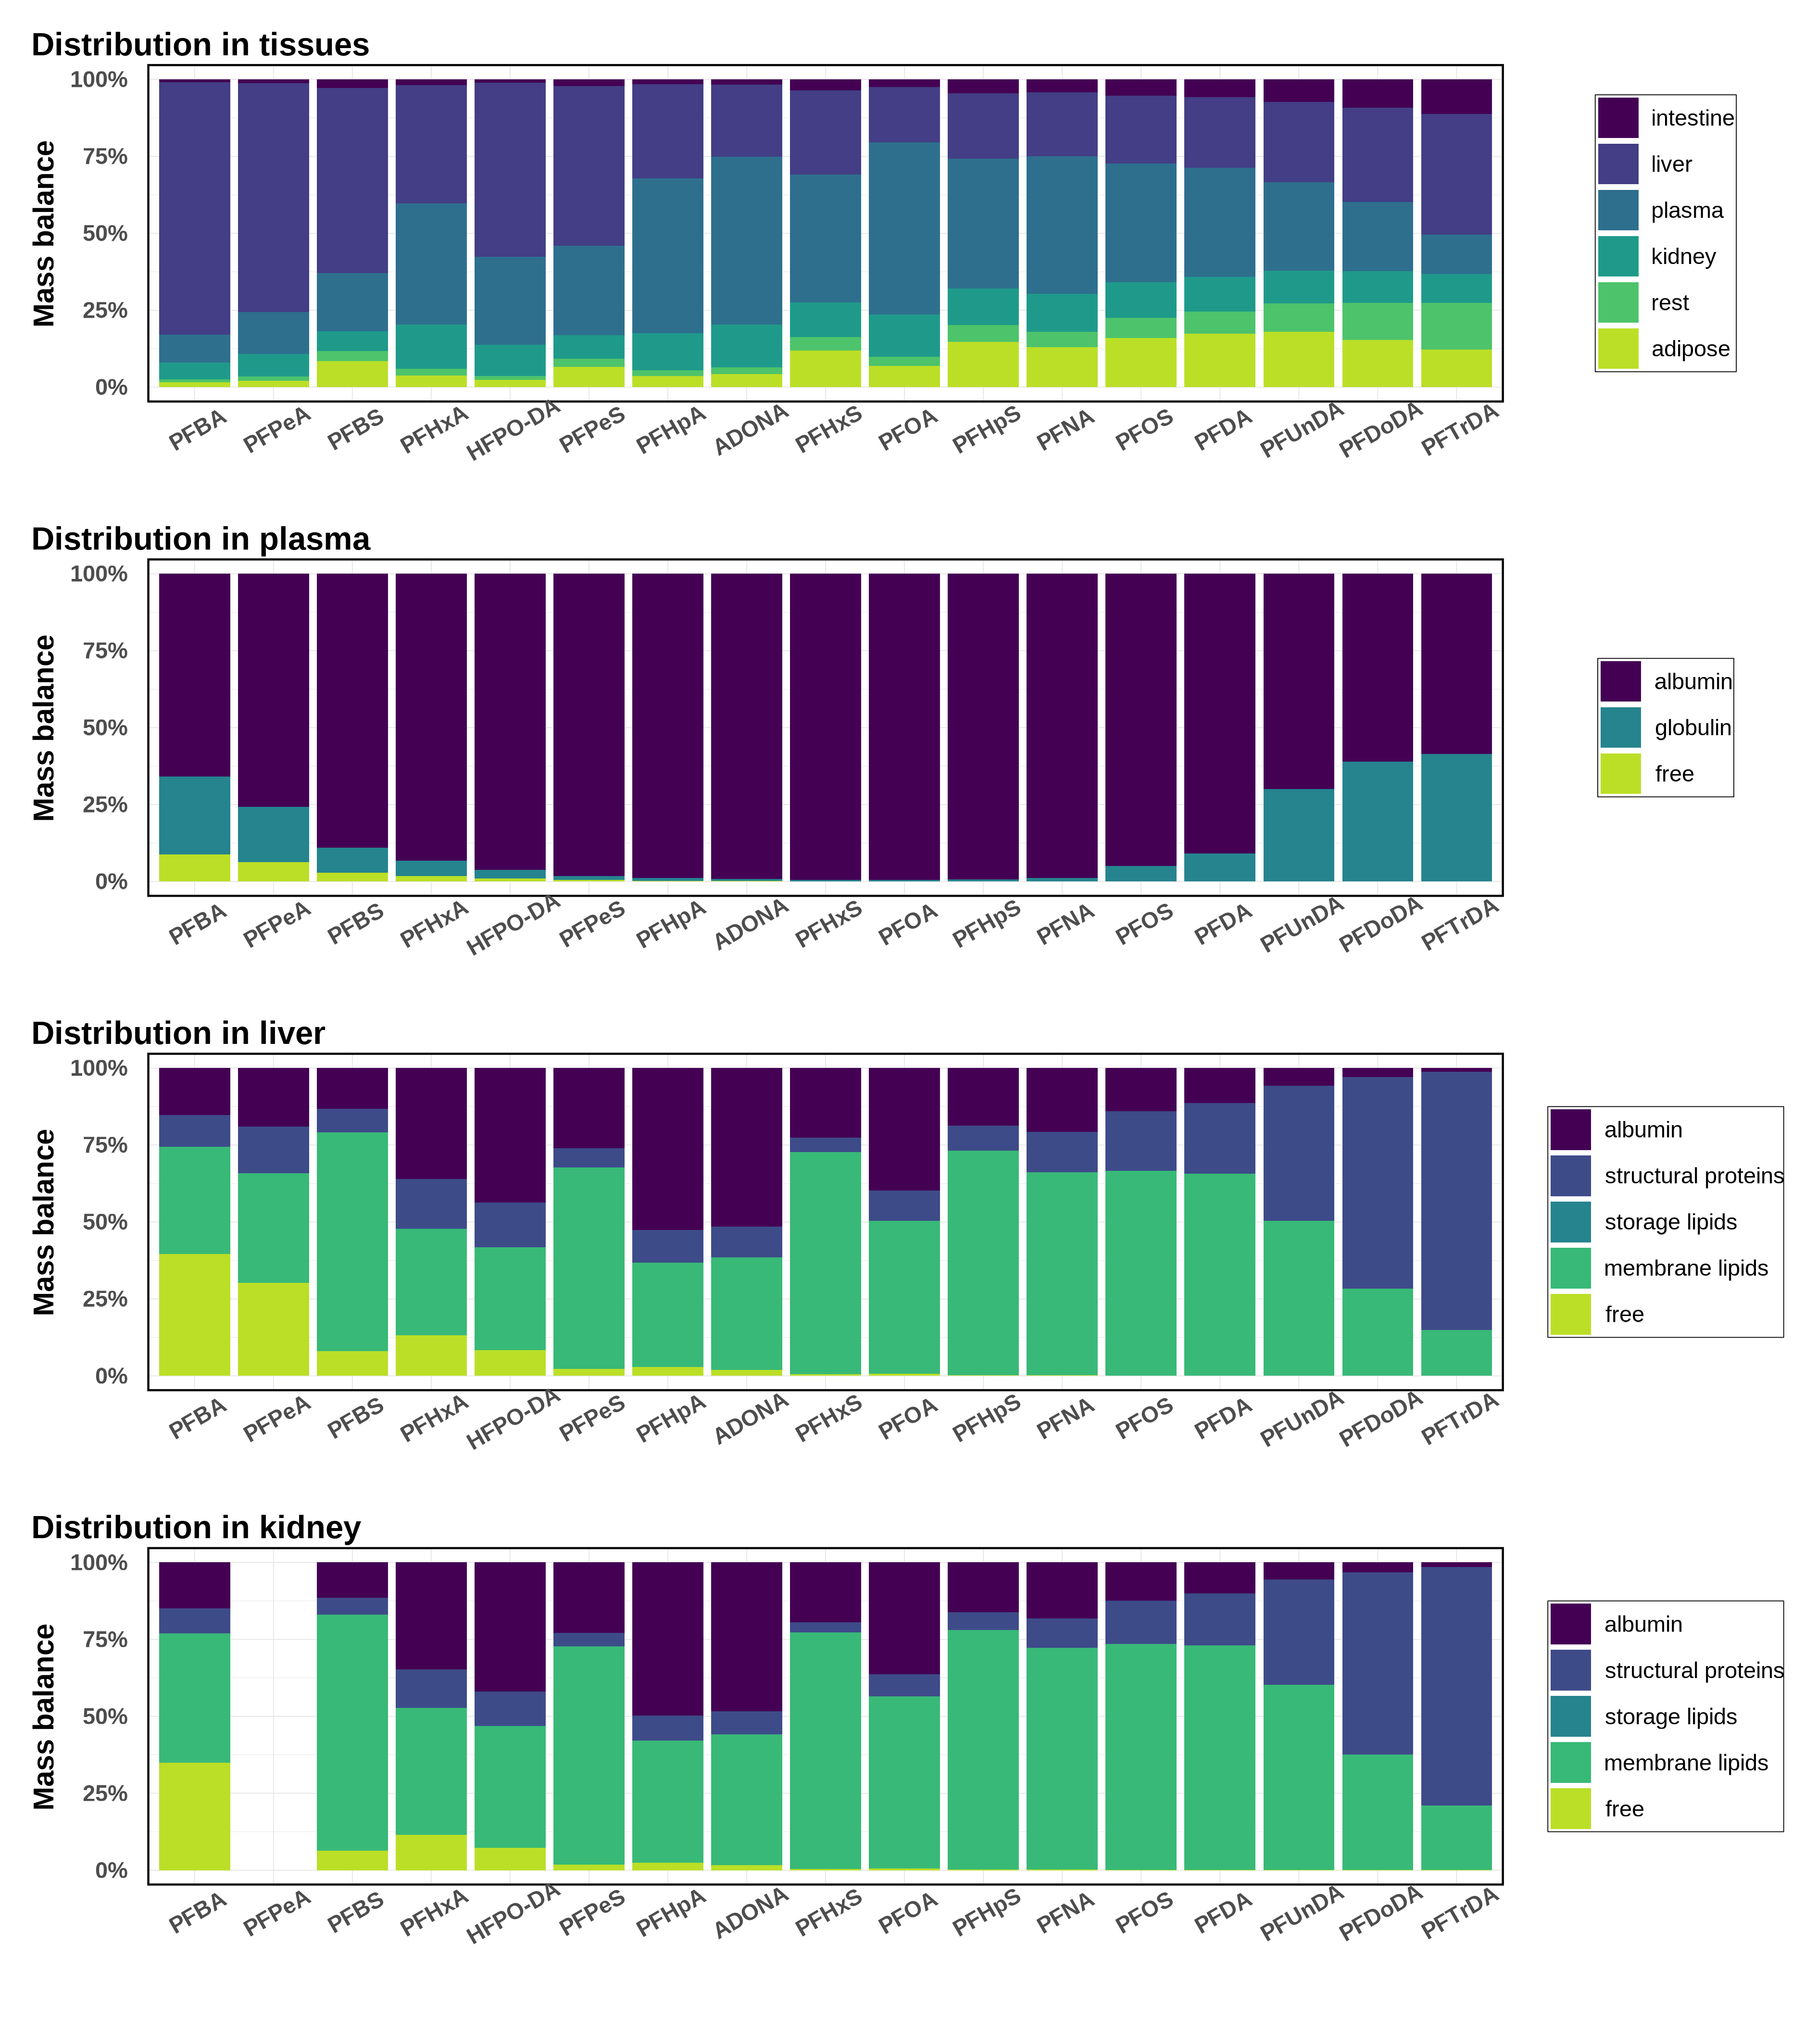 Distribution in tissues
Mass balance
100%
75%
50%
25%
0%
PFBA PFPeA PFBS PFHxA HFPO-DA PFPeS PFHpA ADONA PFHxS PFOA PFHpS PFNA PFOS PFDA PFUnDA PFDoDA PFTrDA
intestine
liver
plasma
kidney
rest
adipose
Distribution in plasma
Mass balance
100%
75%
50%
25%
0%
PFBA PFPeA PFBS PFHxA HFPO-DA PFPeS PFHpA ADONA PFHxS PFOA PFHpS PFNA PFOS PFDA PFUnDA PFDoDA PFTrDA
albumin
globulin
free
Distribution in liver
Mass balance
100%
75%
50%
25%
0%
PFBA PFPeA PFBS PFHxA HFPO-DA PFPeS PFHpA ADONA PFHxS PFOA PFHpS PFNA PFOS PFDA PFUnDA PFDoDA PFTrDA
albumin
structural proteins
storage lipids
membrane lipids
free
Distribution in kidney
Mass balance
100%
75%
50%
25%
0%
PFBA PFPeA PFBS PFHxA HFPO-DA PFPeS PFHpA ADONA PFHxS PFOA PFHpS PFNA PFOS PFDA PFUnDA PFDoDA PFTrDA
albumin
structural proteins
storage lipids
membrane lipids
free